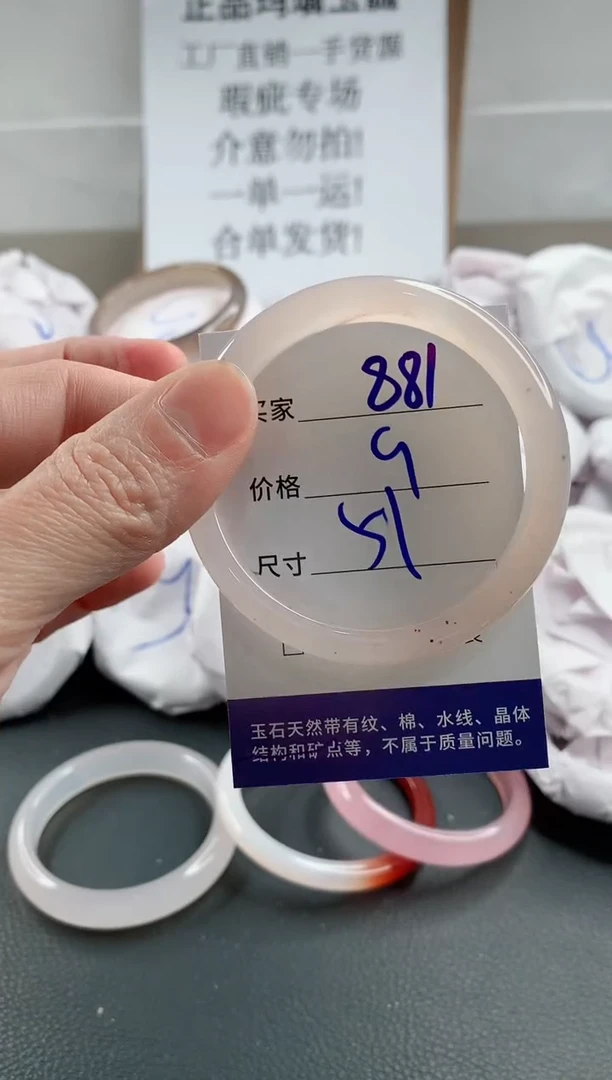 正品玛瑙玉镯
工厂直销一手货源
瑕疵专场
介意勿拍!
一单一运!
合单发货!
买家 881
价格 9
尺寸 51
玉石天然带有纹、棉、水线、晶体
结构和矿点等，不属于质量问题。